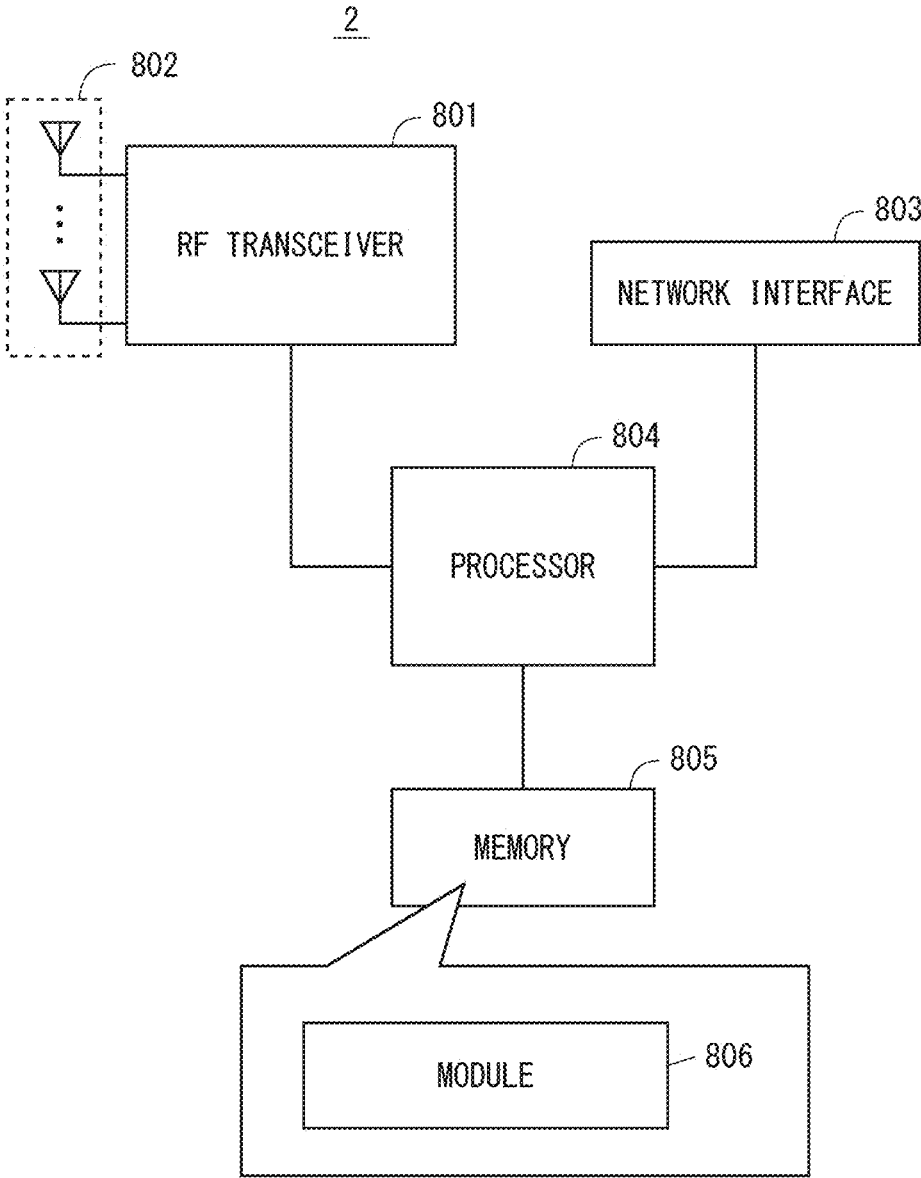 2
802
801
RF TRANSCEIVER
803
NETWORK INTERFACE
804
PROCESSOR
805
MEMORY
806
MODULE